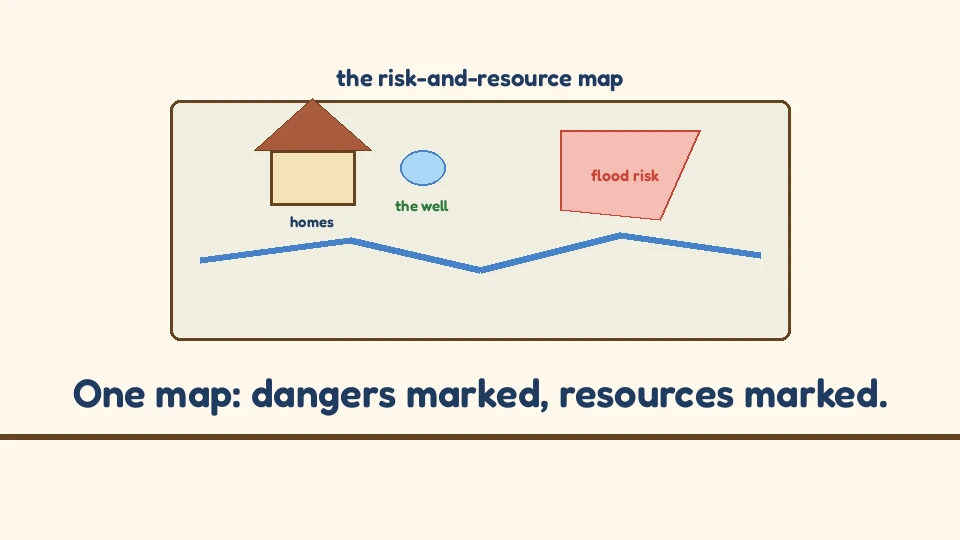 the risk-and-resource map
flood risk
the well
homes
One map: dangers marked, resources marked.